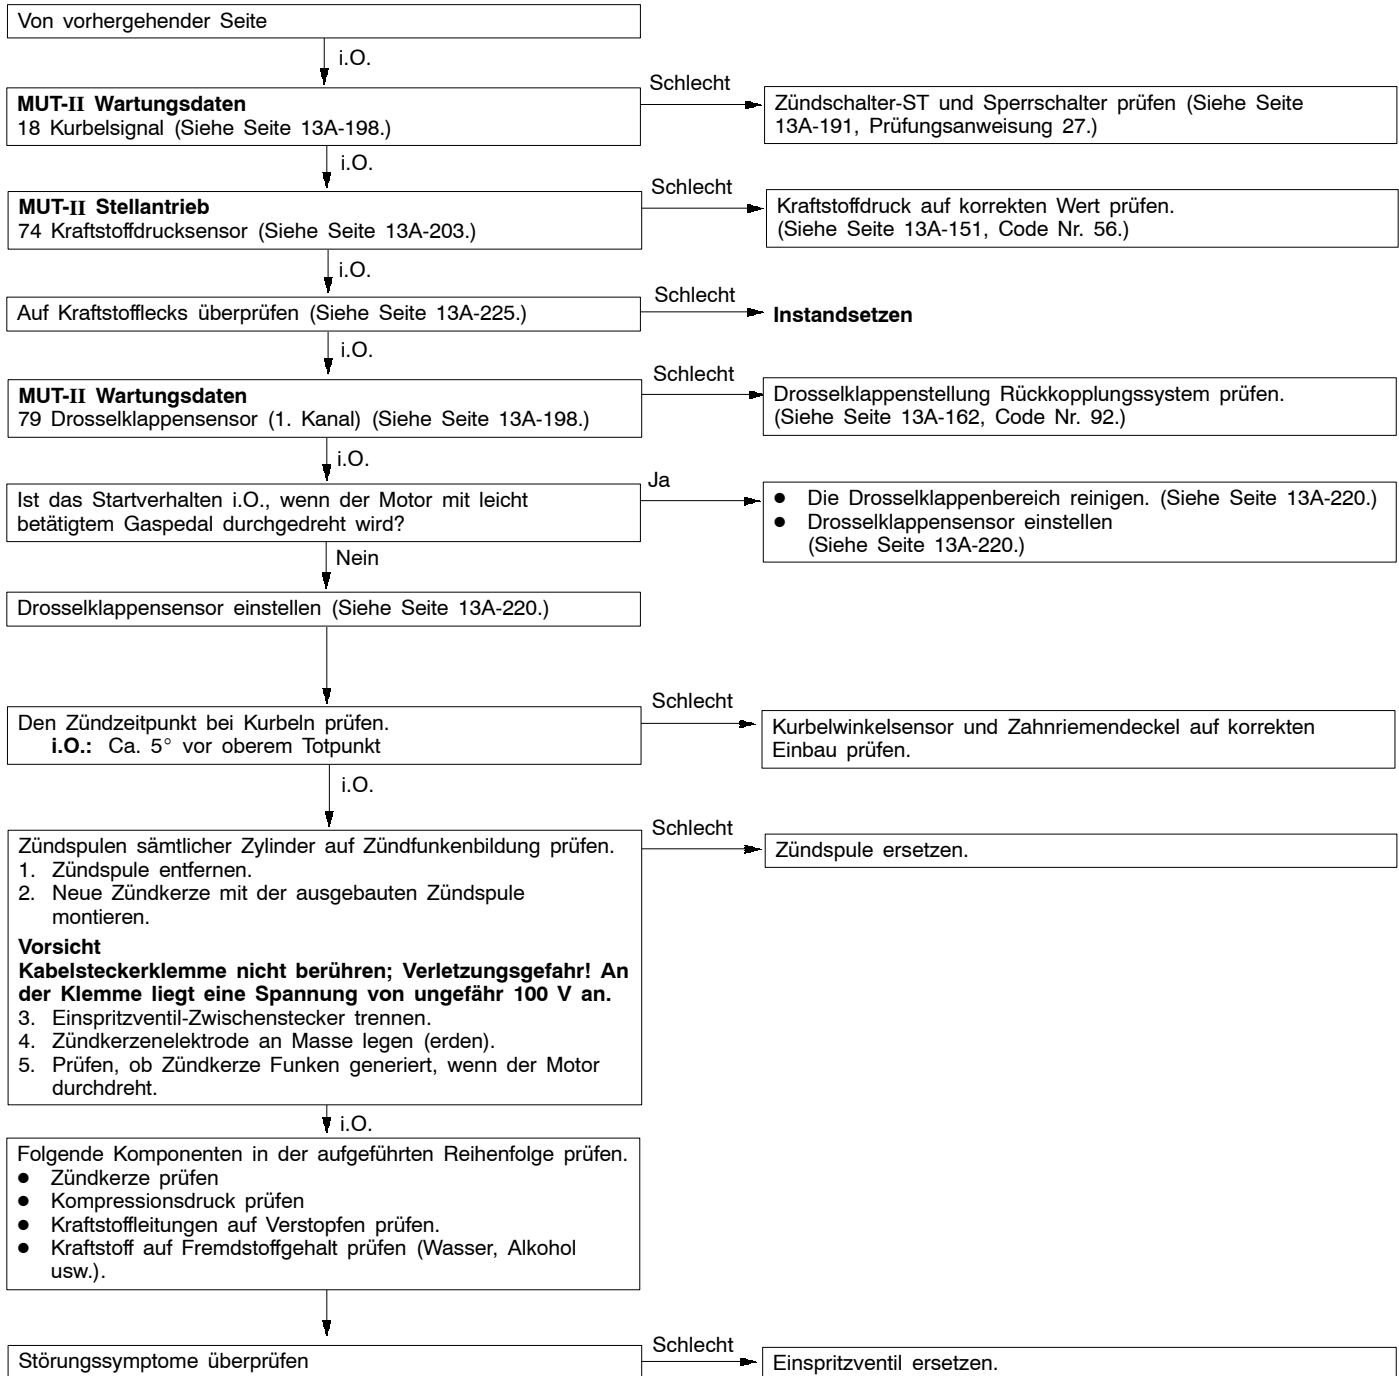 Von vorhergehender Seite
i.O.
MUT-II Wartungsdaten
18 Kurbelsignal (Siehe Seite 13A-198.)
Schlecht
Zündschalter-ST und Sperrschalter prüfen (Siehe Seite
13A-191, Prüfungsanweisung 27.)
i.O.
MUT-II Stellantrieb
74 Kraftstoffdrucksensor (Siehe Seite 13A-203.)
Schlecht
Kraftstoffdruck auf korrekten Wert prüfen.
(Siehe Seite 13A-151, Code Nr. 56.)
i.O.
Auf Kraftstofflecks überprüfen (Siehe Seite 13A-225.)
Schlecht
Instandsetzen
i.O.
MUT-II Wartungsdaten
79 Drosselklappensensor (1. Kanal) (Siehe Seite 13A-198.)
Schlecht
Drosselklappenstellung Rückkopplungssystem prüfen.
(Siehe Seite 13A-162, Code Nr. 92.)
i.O.
Ist das Startverhalten i.O., wenn der Motor mit leicht
betätigtem Gaspedal durchgedreht wird?
Ja
● Die Drosselklappenbereich reinigen. (Siehe Seite 13A-220.)
● Drosselklappensensor einstellen
(Siehe Seite 13A-220.)
Nein
Drosselklappensensor einstellen (Siehe Seite 13A-220.)
Den Zündzeitpunkt bei Kurbeln prüfen.
i.O.: Ca. 5° vor oberem Totpunkt
Schlecht
Kurbelwinkelsensor und Zahnriemendeckel auf korrekten
Einbau prüfen.
i.O.
Zündspulen sämtlicher Zylinder auf Zündfunkenbildung prüfen.
1. Zündspule entfernen.
2. Neue Zündkerze mit der ausgebauten Zündspule
montieren.
Vorsicht
Kabelsteckerklemme nicht berühren; Verletzungsgefahr! An
der Klemme liegt eine Spannung von ungefähr 100 V an.
3. Einspritzventil-Zwischenstecker trennen.
4. Zündkerzenelektrode an Masse legen (erden).
5. Prüfen, ob Zündkerze Funken generiert, wenn der Motor
durchdreht.
Schlecht
Zündspule ersetzen.
i.O.
Folgende Komponenten in der aufgeführten Reihenfolge prüfen.
● Zündkerze prüfen
● Kompressionsdruck prüfen
● Kraftstoffleitungen auf Verstopfen prüfen.
● Kraftstoff auf Fremdstoffgehalt prüfen (Wasser, Alkohol
usw.).
Störungssymptome überprüfen
Schlecht
Einspritzventil ersetzen.